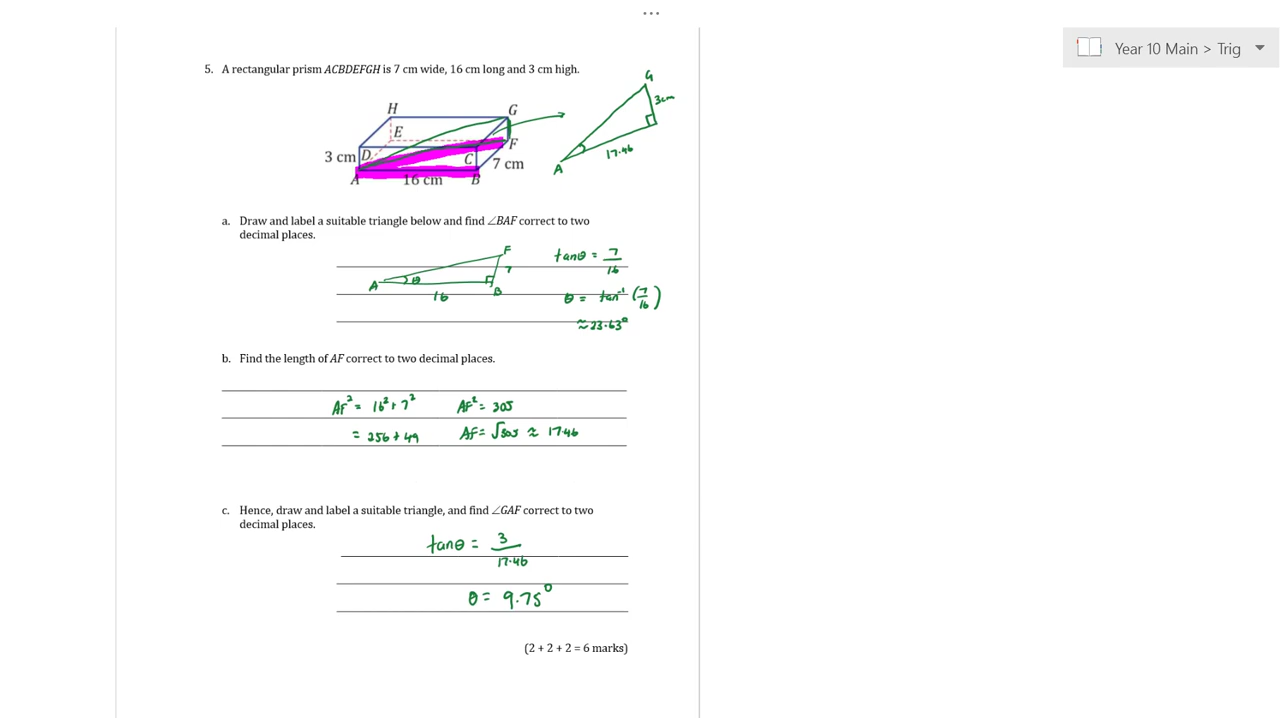 ...
Year 10 Main > Trig
5. A rectangular prism ACBDEFGH is 7 cm wide, 16 cm long and 3 cm high.
G
3cm
17.46
A
H
G
E
F
3 cm
D
C
7 cm
A
16 cm
B
a. Draw and label a suitable triangle below and find ∠BAF correct to two
decimal places.
F
7
A
θ
B
16
tanθ = 7/16
θ = tan⁻¹ (7/16)
≈ 23.63°
b. Find the length of AF correct to two decimal places.
AF² = 16² + 7²
AF² = 305
= 256 + 49
AF = √305 ≈ 17.46
c. Hence, draw and label a suitable triangle, and find ∠GAF correct to two
decimal places.
tanθ = 3/17.46
θ = 9.75°
(2 + 2 + 2 = 6 marks)